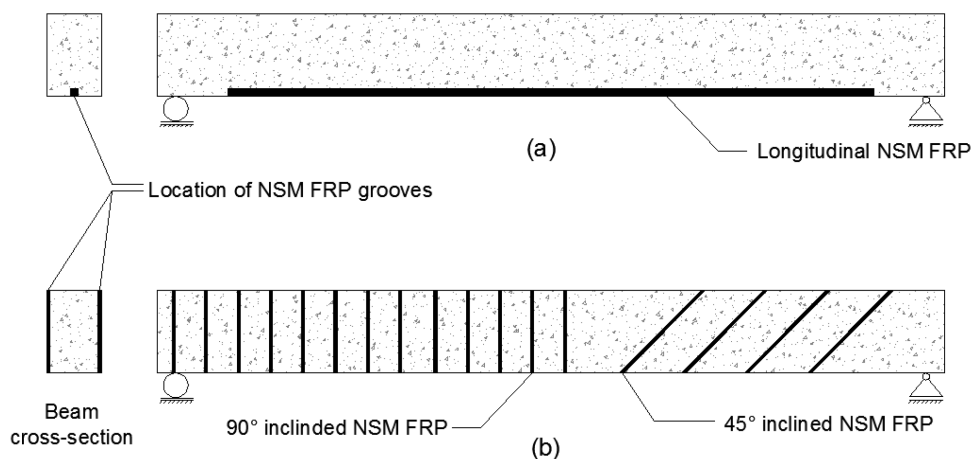 (a)
Longitudinal NSM FRP
Location of NSM FRP grooves
Beam
cross-section
90° inclinded NSM FRP
45° inclined NSM FRP
(b)